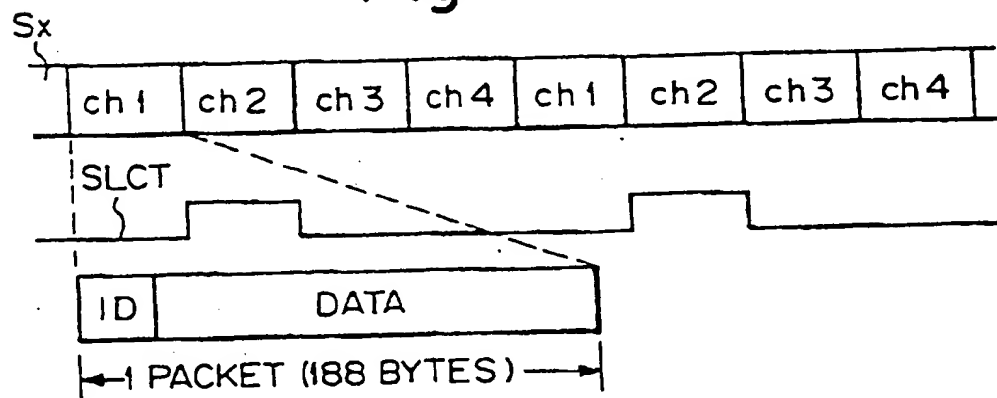 Sx
ch 1 ch 2 ch 3 ch 4 ch 1 ch 2 ch 3 ch 4
SLCT
ID DATA
1 PACKET (188 BYTES)